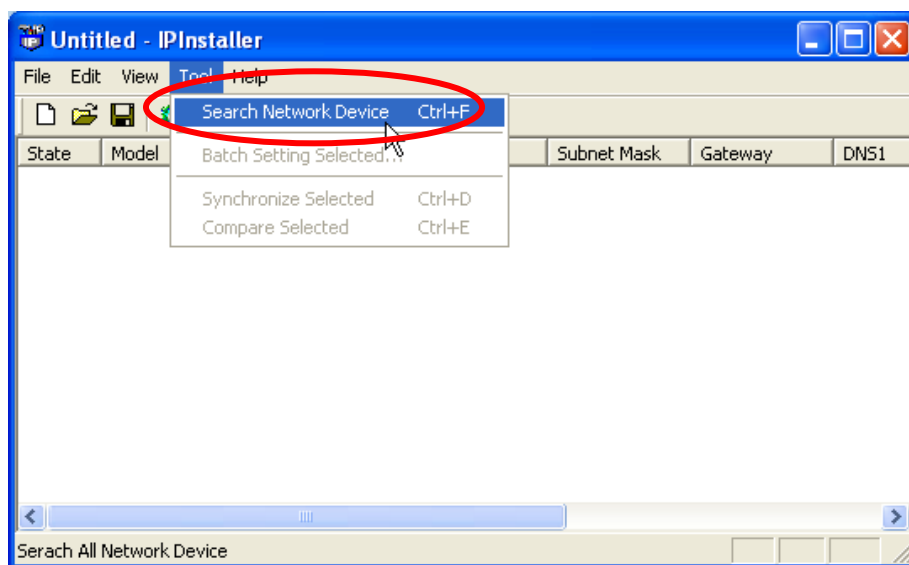 Untitled - IPInstaller
File Edit View Tool Help
Search Network Device Ctrl+F
State Model Subnet Mask Gateway DNS1
Batch Setting Selected...
Synchronize Selected Ctrl+D
Compare Selected Ctrl+E
Serach All Network Device